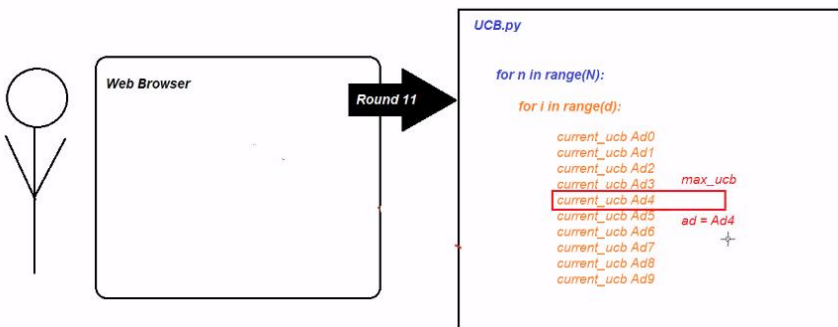 UCB.py
Web Browser
for n in range(N):
Round 11
for i in range(d):
current_ucb Ad0
current_ucb Ad1
current_ucb Ad2
current_ucb Ad3
max_ucb
current_ucb Ad4
current_ucb Ad5
ad = Ad4
current_ucb Ad6
current_ucb Ad7
current_ucb Ad8
current_ucb Ad9